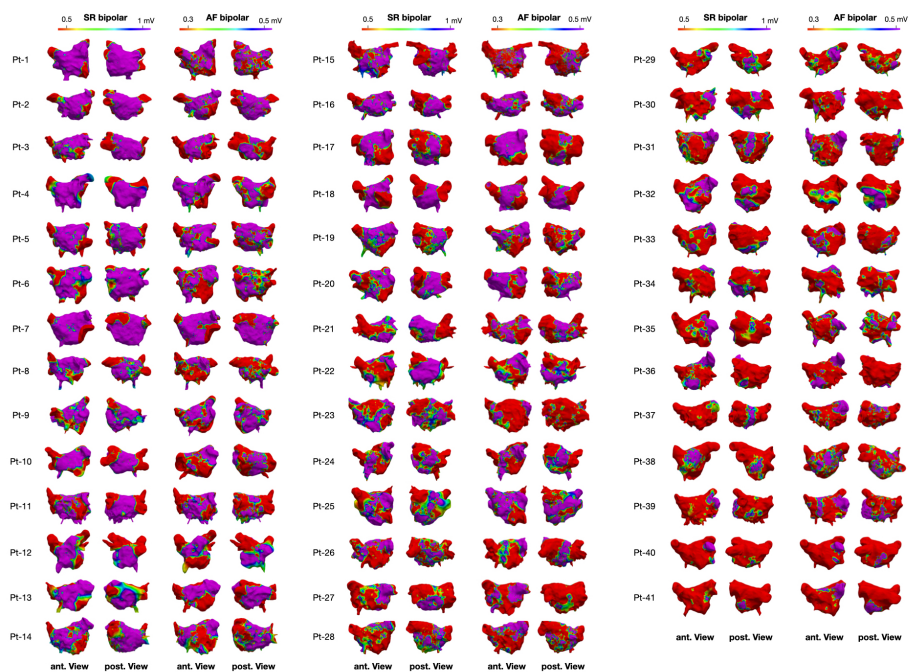 SR bipolar AF bipolar
0.5 1 mV 0.3 0.5 mV
Pt-1
Pt-2
Pt-3
Pt-4
Pt-5
Pt-6
Pt-7
Pt-8
Pt-9
Pt-10
Pt-11
Pt-12
Pt-13
Pt-14
ant. View post. View ant. View post. View
SR bipolar AF bipolar
0.5 1 mV 0.3 0.5 mV
Pt-15
Pt-16
Pt-17
Pt-18
Pt-19
Pt-20
Pt-21
Pt-22
Pt-23
Pt-24
Pt-25
Pt-26
Pt-27
Pt-28
ant. View post. View ant. View post. View
SR bipolar AF bipolar
0.5 1 mV 0.3 0.5 mV
Pt-29
Pt-30
Pt-31
Pt-32
Pt-33
Pt-34
Pt-35
Pt-36
Pt-37
Pt-38
Pt-39
Pt-40
Pt-41
ant. View post. View ant. View post. View